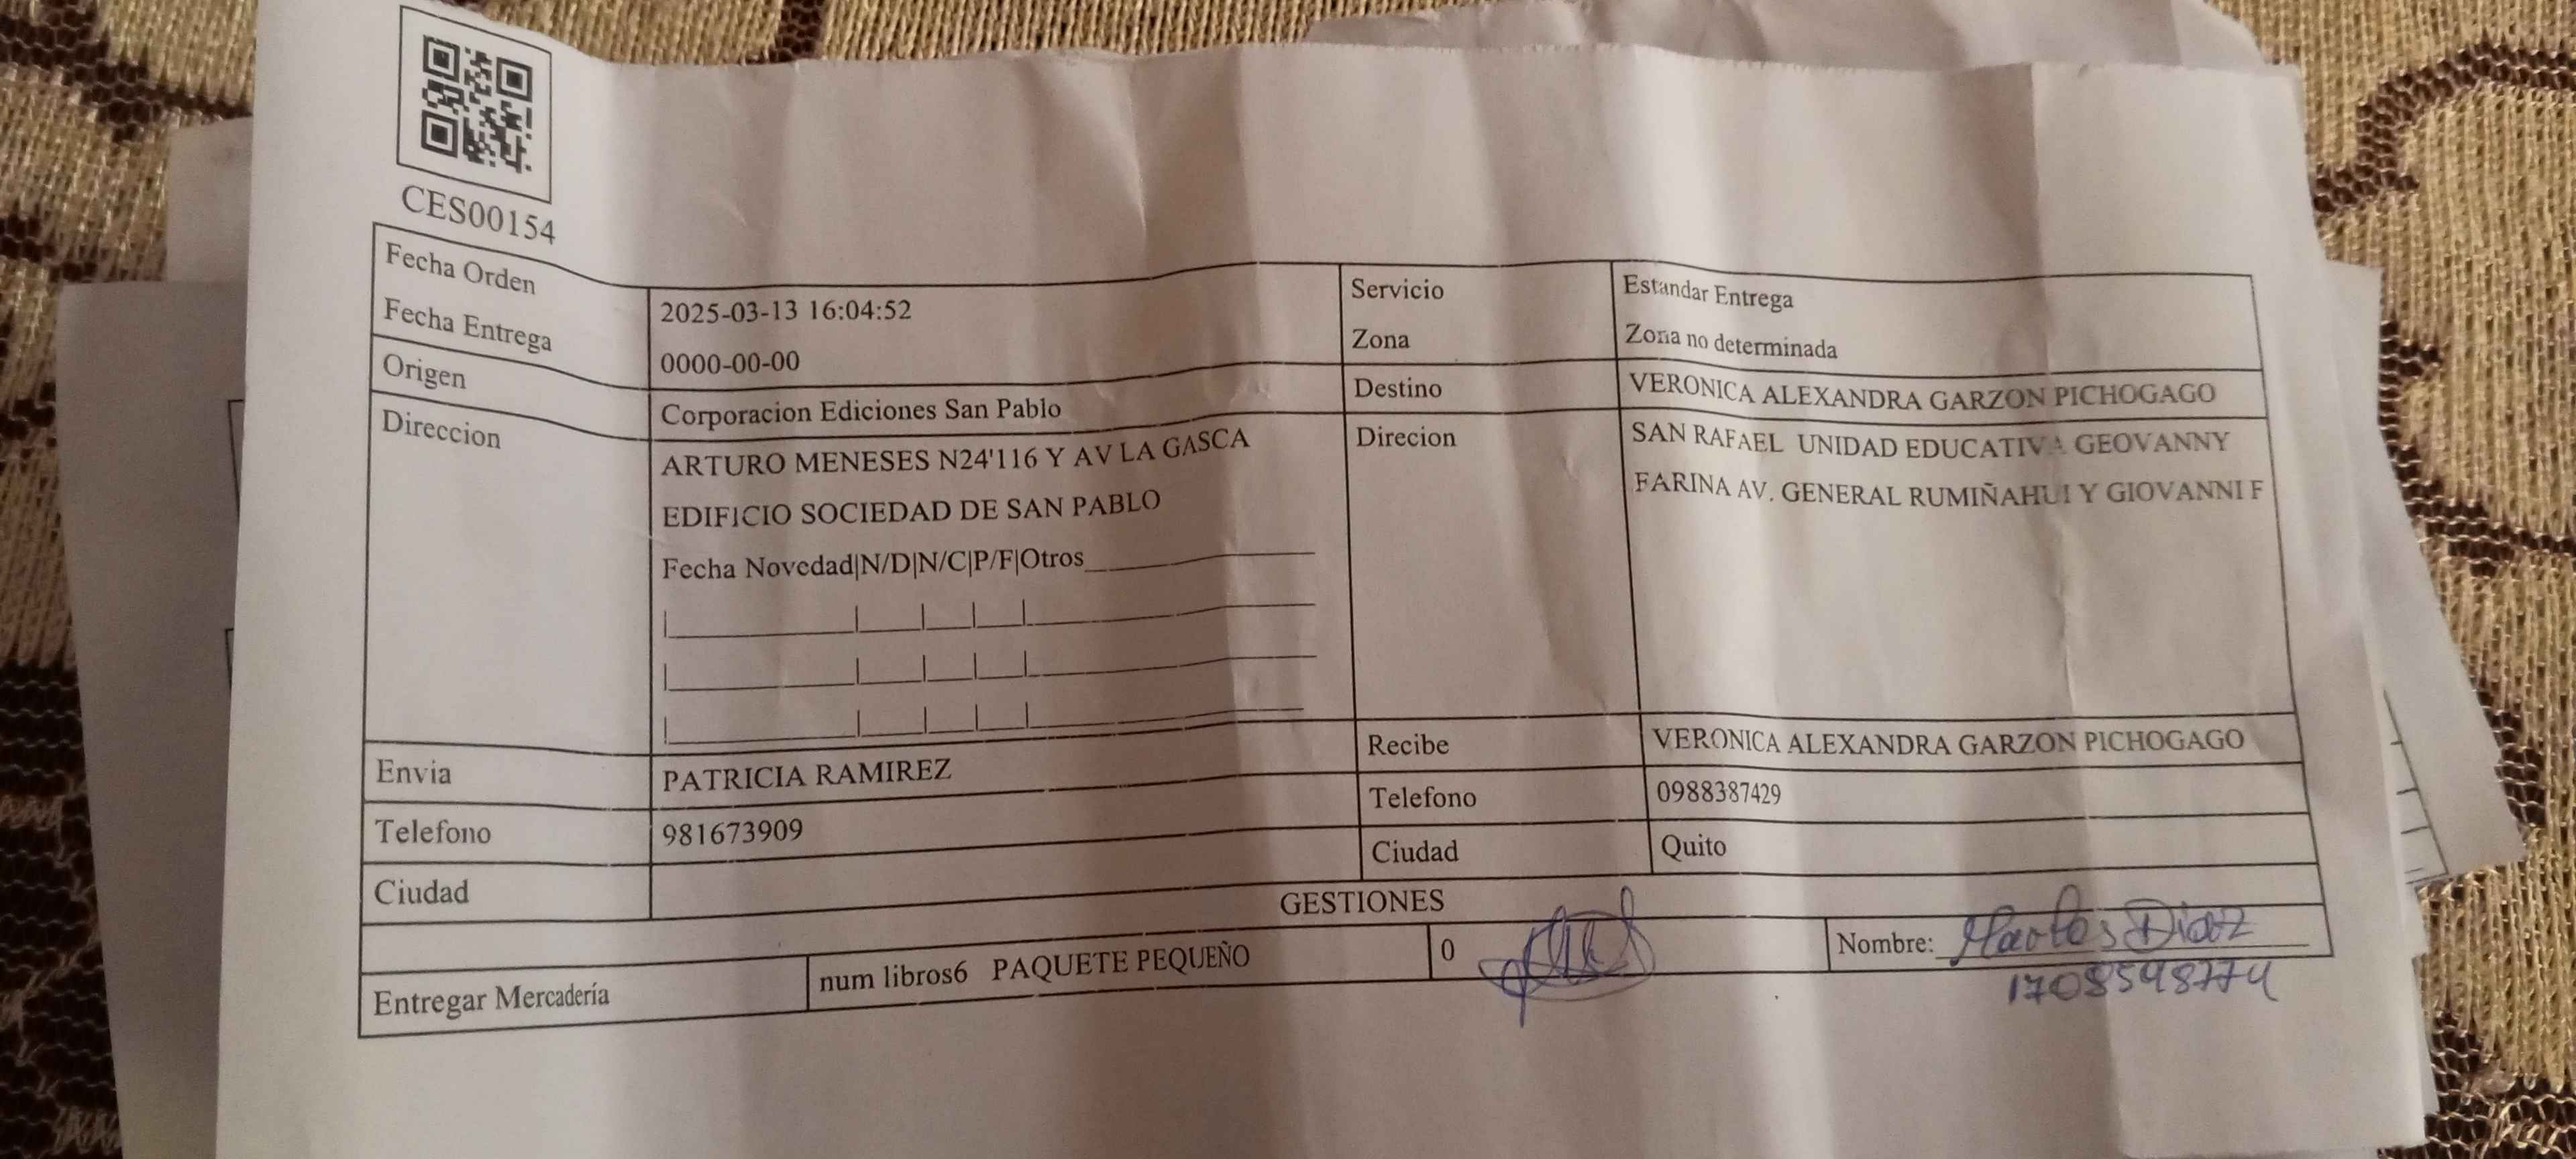 CES00154
Fecha Orden 2025-03-13 16:04:52 Servicio Estandar Entrega
Fecha Entrega 0000-00-00 Zona Zona no determinada
Origen Corporacion Ediciones San Pablo Destino VERONICA ALEXANDRA GARZON PICHOGAGO
Direccion ARTURO MENESES N24'116 Y AV LA GASCA Direcion SAN RAFAEL UNIDAD EDUCATIVA GEOVANNY
EDIFICIO SOCIEDAD DE SAN PABLO FARINA AV. GENERAL RUMIÑAHUI Y GIOVANNI F
Fecha Novedad|N/D|N/C|P/F|Otros
Envia PATRICIA RAMIREZ Recibe VERONICA ALEXANDRA GARZON PICHOGAGO
Telefono 981673909 Telefono 0988387429
Ciudad Ciudad Quito
GESTIONES
Entregar Mercadería num libros6 PAQUETE PEQUEÑO 0 Nombre: Diaz